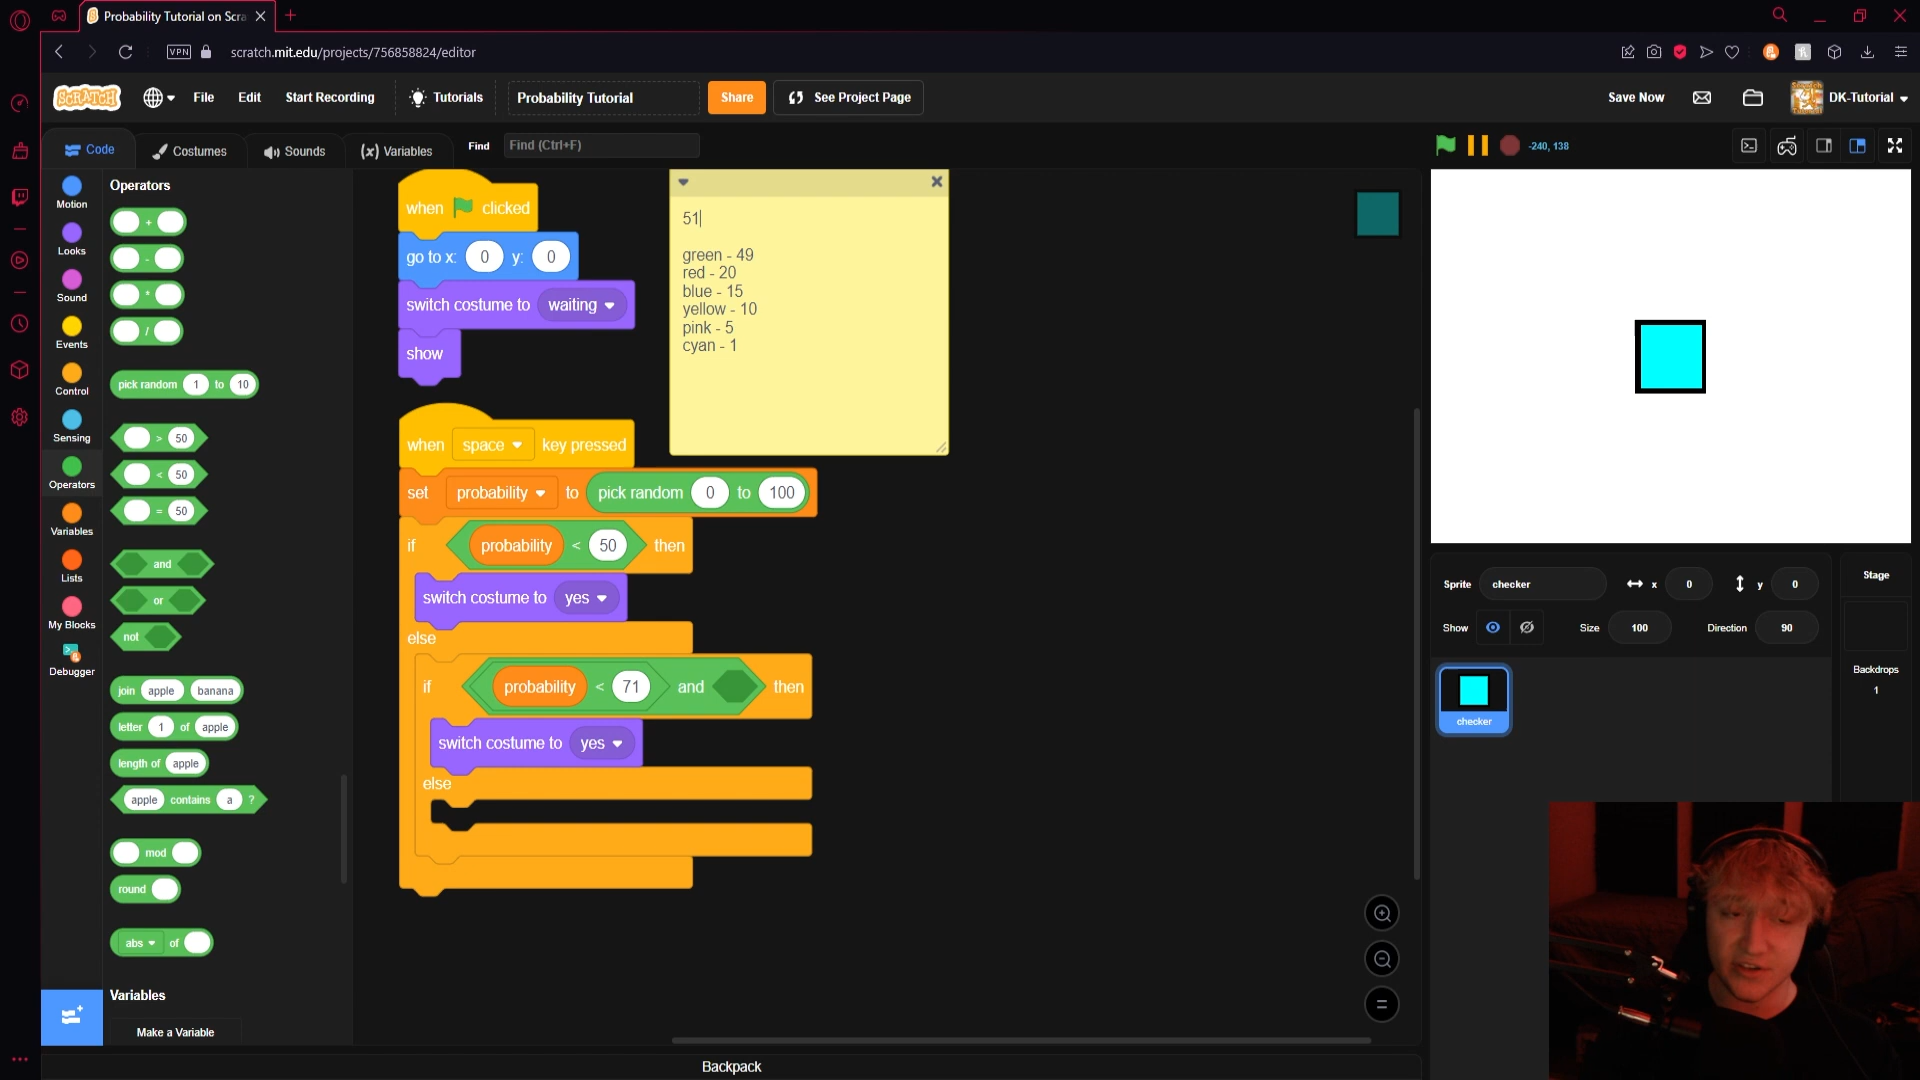 Probability Tutorial on Scra
VPN
scratch.mit.edu/projects/756858824/editor
SCRATCH
File
Edit
Start Recording
Tutorials
Probability Tutorial
Share
See Project Page
Save Now
DK-Tutorial
Code
Costumes
Sounds
(x) Variables
Find
Find (Ctrl+F)
-240, 138
Motion
Looks
Sound
Events
Control
Sensing
Operators
Variables
Lists
My Blocks
Debugger
Operators
+
-
*
/
pick random 1 to 10
> 50
< 50
= 50
and
or
not
join apple banana
letter 1 of apple
length of apple
apple contains a ?
mod
round
abs of
Variables
Make a Variable
when clicked
go to x: 0 y: 0
switch costume to waiting
show
when space key pressed
set probability to pick random 0 to 100
if probability < 50 then
switch costume to yes
else
if probability < 71 and then
switch costume to yes
else
51
green - 49
red - 20
blue - 15
yellow - 10
pink - 5
cyan - 1
Sprite checker x 0 y 0
Show Size 100 Direction 90
checker
Stage
Backdrops
1
Backpack